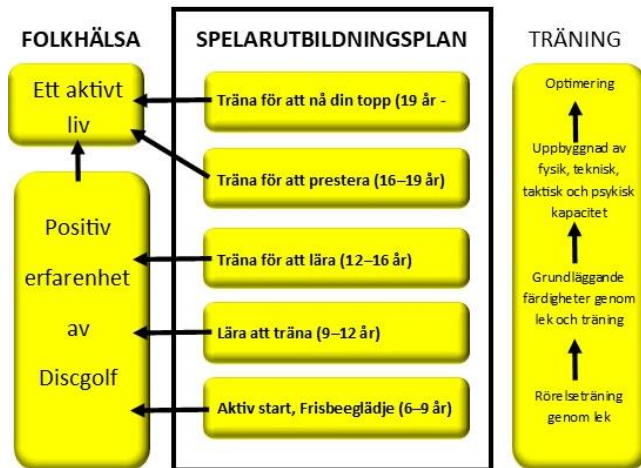 FOLKHÄLSA
Ett aktivt
liv
Positiv
erfarenhet
av
Discgolf
SPELARUTBILDNINGSPLAN
Träna för att nå din topp (19 år -
Träna för att prestera (16–19 år)
Träna för att lära (12–16 år)
Lära att träna (9–12 år)
Aktiv start, Frisbeeglädje (6–9 år)
TRÄNING
Optimering
Uppbyggnad av
fysik, teknisk,
taktisk och psykisk
kapacitet
Grundläggande
färdigheter genom
lek och träning
Rörelseträning
genom lek